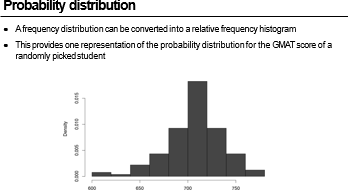 Probability distribution
• A frequency distribution can be converted into a relative frequency histogram
• This provides one representation of the probability distribution for the GMAT score of a
randomly picked student
0.015
0.010
Density
0.005
0.000
600 650 700 750